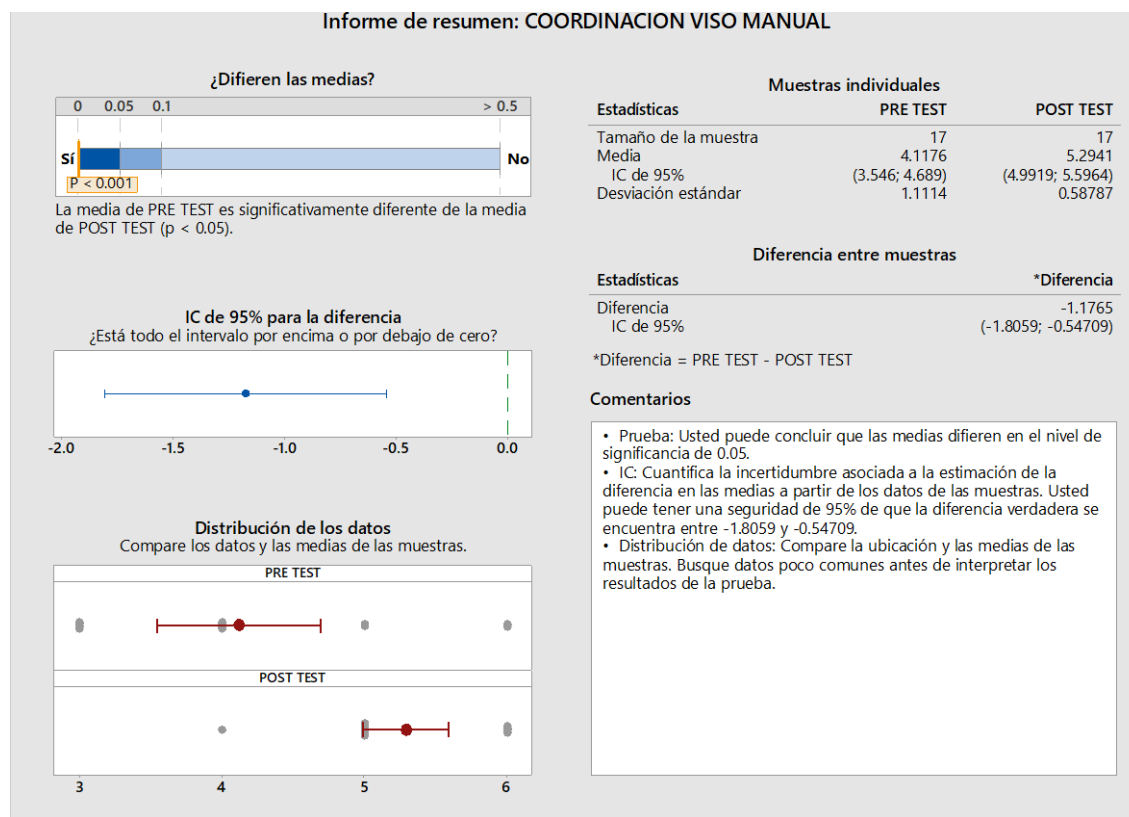 Informe de resumen: COORDINACION VISO MANUAL
¿Difieren las medias?
0 0.05 0.1 > 0.5
Sí No
P < 0.001
La media de PRE TEST es significativamente diferente de la media
de POST TEST (p < 0.05).
IC de 95% para la diferencia
¿Está todo el intervalo por encima o por debajo de cero?
-2.0 -1.5 -1.0 -0.5 0.0
Distribución de los datos
Compare los datos y las medias de las muestras.
PRE TEST
POST TEST
3 4 5 6
Muestras individuales
Estadísticas PRE TEST POST TEST
Tamaño de la muestra 17 17
Media 4.1176 5.2941
IC de 95% (3.546; 4.689) (4.9919; 5.5964)
Desviación estándar 1.1114 0.58787
Diferencia entre muestras
Estadísticas *Diferencia
Diferencia -1.1765
IC de 95% (-1.8059; -0.54709)
*Diferencia = PRE TEST - POST TEST
Comentarios
• Prueba: Usted puede concluir que las medias difieren en el nivel de
significancia de 0.05.
• IC: Cuantifica la incertidumbre asociada a la estimación de la
diferencia en las medias a partir de los datos de las muestras. Usted
puede tener una seguridad de 95% de que la diferencia verdadera se
encuentra entre -1.8059 y -0.54709.
• Distribución de datos: Compare la ubicación y las medias de las
muestras. Busque datos poco comunes antes de interpretar los
resultados de la prueba.